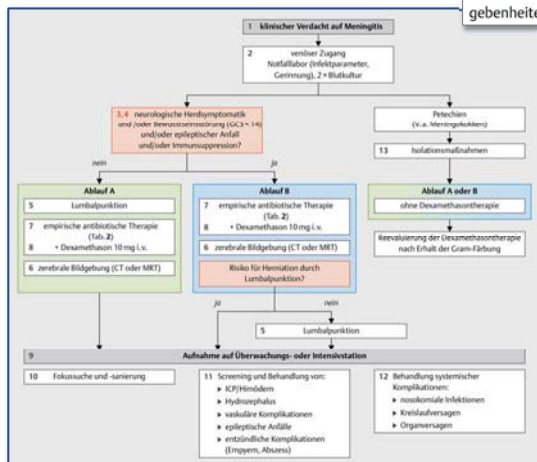 gebenheite
1 klinischer Verdacht auf Meningitis
2 venöser Zugang
Notfalllabor (Infektparameter,
Gerinnung), 2 × Blutkultur
3, 4 neurologische Herdsymptomatik
und/oder Bewusstseinsstörung (GCS < 14)
und/oder epileptischer Anfall
und/oder Immunsuppression?
Petechien
(V. a. Meningokokken)
13 Isolationsmaßnahmen
nein
ja
Ablauf A
5 Lumbalpunktion
7 empirische antibiotische Therapie
(Tab. 2)
8 + Dexamethason 10 mg i.v.
6 zerebrale Bildgebung (CT oder MRT)
Ablauf B
7 empirische antibiotische Therapie
(Tab. 2)
8 + Dexamethason 10 mg i.v.
6 zerebrale Bildgebung (CT oder MRT)
Risiko für Herniation durch
Lumbalpunktion?
Ablauf A oder B
ohne Dexamethasontherapie
Reevaluierung der Dexamethasontherapie
nach Erhalt der Gram-Färbung
ja
nein
5 Lumbalpunktion
9 Aufnahme auf Überwachungs- oder Intensivstation
10 Fokussuche und -sanierung
11 Screening und Behandlung von:
▶ ICP/Hirnödem
▶ Hydrozephalus
▶ vaskuläre Komplikationen
▶ epileptische Anfälle
▶ entzündliche Komplikationen
(Empyem, Abszess)
12 Behandlung systemischer
Komplikationen:
▶ nosokomiale Infektionen
▶ Kreislaufversagen
▶ Organversagen